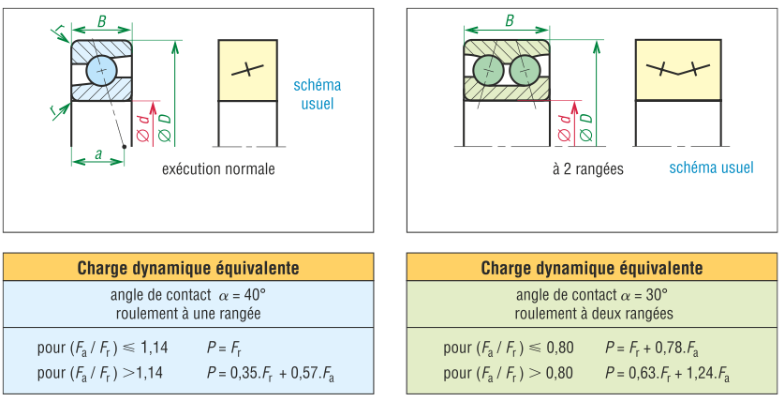 B
r
r
a
Ø d
Ø D
schéma
usuel
exécution normale
B
Ø d
Ø D
à 2 rangées
schéma usuel
Charge dynamique équivalente
angle de contact α = 40°
roulement à une rangée
pour (Fa / Fr) ⩽ 1,14 P = Fr
pour (Fa / Fr) >1,14 P = 0,35.Fr + 0,57.Fa
Charge dynamique équivalente
angle de contact α = 30°
roulement à deux rangées
pour (Fa / Fr) ⩽ 0,80 P = Fr + 0,78.Fa
pour (Fa / Fr) > 0,80 P = 0,63.Fr + 1,24.Fa